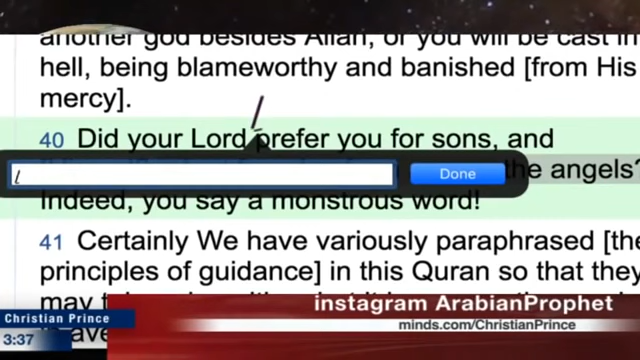 another god besides Allah, or you will be cast in
hell, being blameworthy and banished [from His
mercy].
40 Did your Lord prefer you for sons, and
the angels?
Done
Indeed, you say a monstrous word!
41 Certainly We have variously paraphrased [the
principles of guidance] in this Quran so that they
may
instagram ArabianProphet
Christian Prince
minds.com/ChristianPrince
3:37